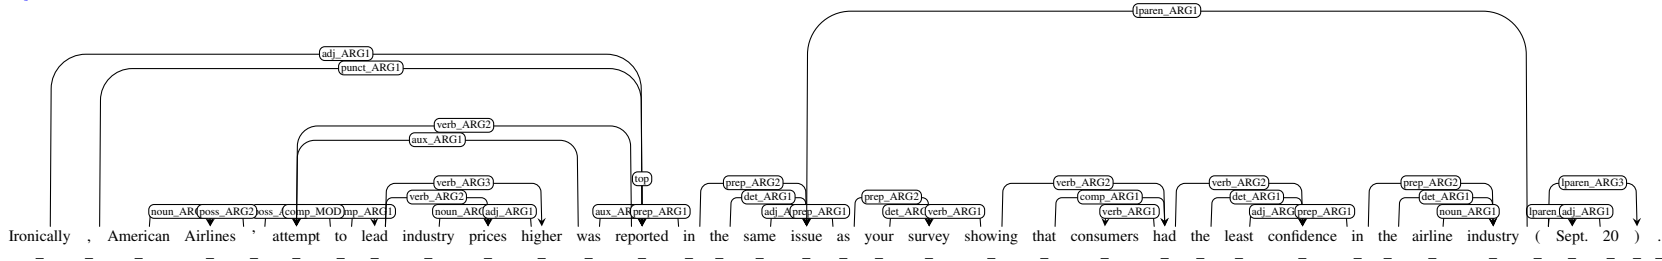 lparen_ARG1
adj_ARG1
punct_ARG1
verb_ARG2
aux_ARG1
top
verb_ARG3 prep_ARG2 verb_ARG2 verb_ARG2 prep_ARG2 lparen_ARG3
verb_ARG2 det_ARG1 prep_ARG2 comp_ARG1 det_ARG1 det_ARG1
poss_ARG2 comp_MOD adj_ARG1 prep_ARG1 prep_ARG1 verb_ARG1 verb_ARG1 prep_ARG1 noun_ARG1 lparen adj_ARG1
Ironically , American Airlines ' attempt to lead industry prices higher was reported in the same issue as your survey showing that consumers had the least confidence in the airline industry ( Sept. 20 ) .